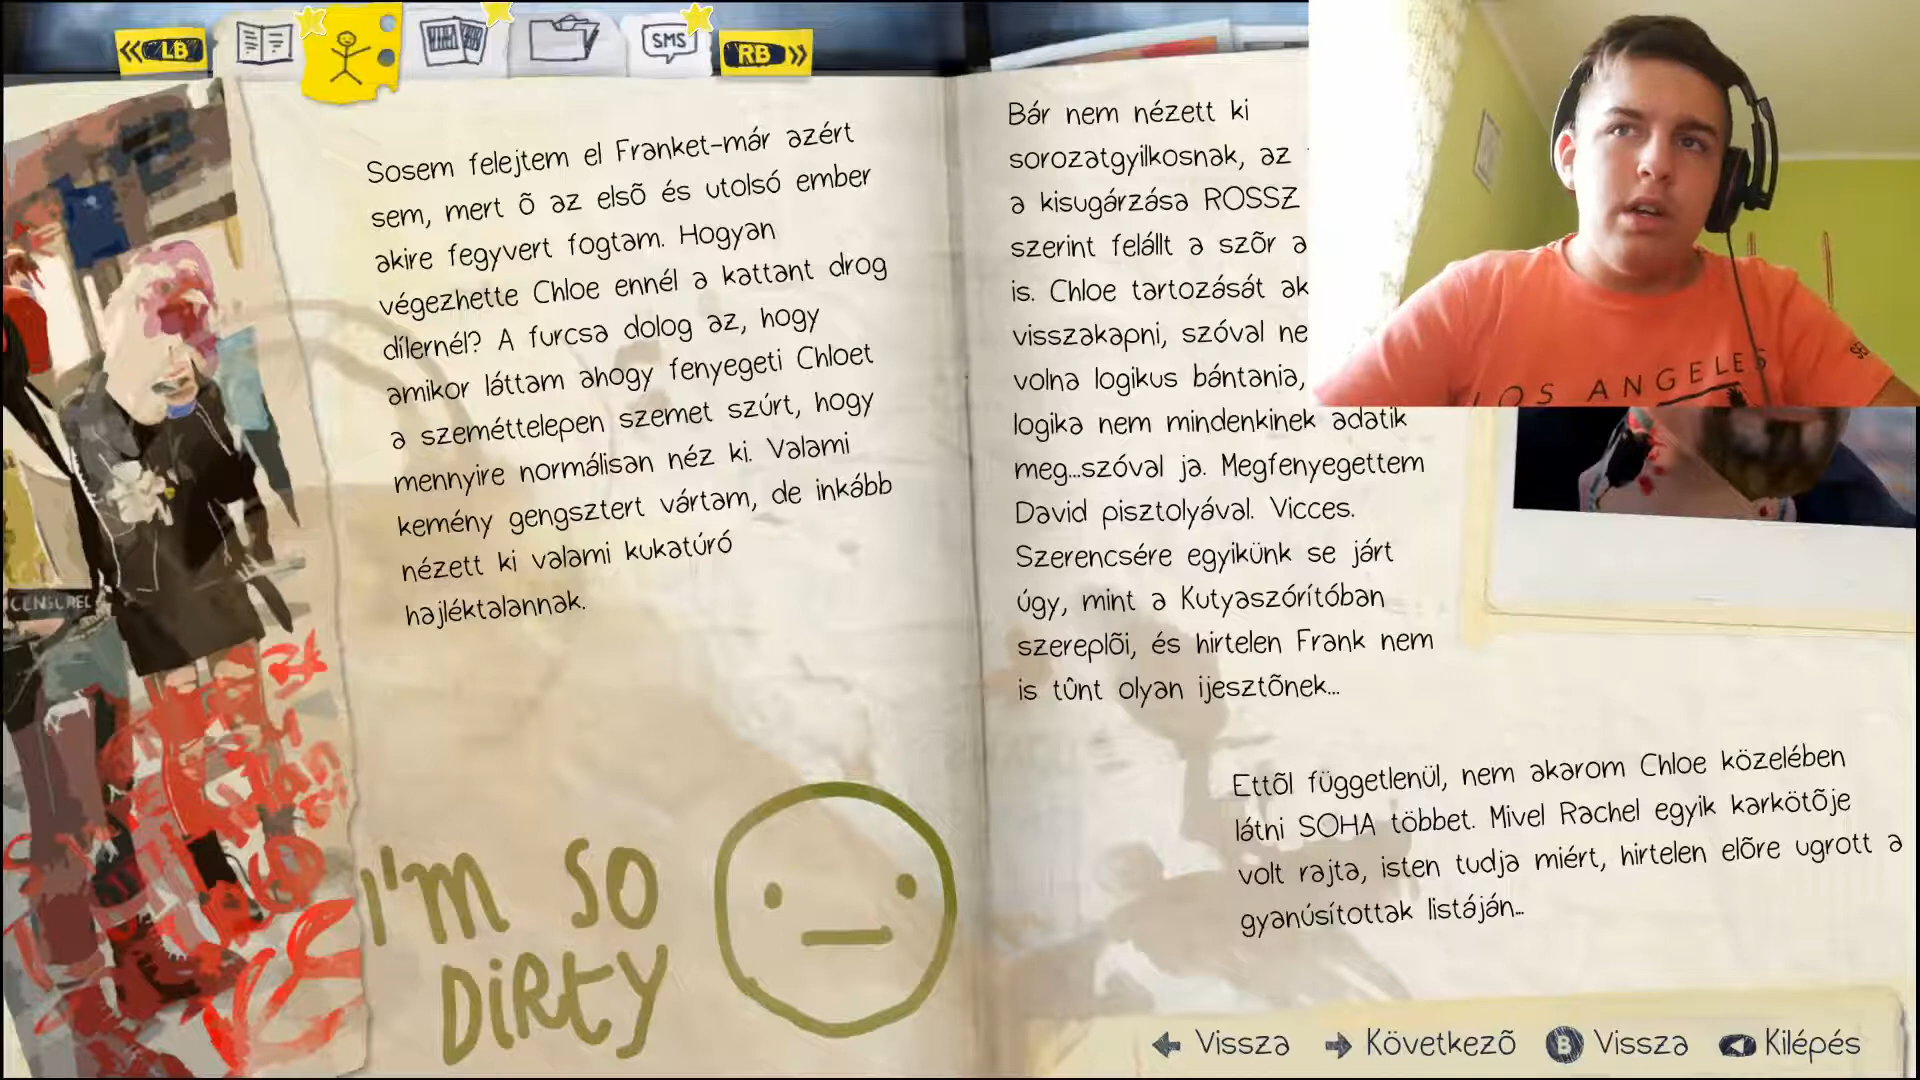 LB
SMS
RB
Sosem felejtem el Franket-már azért
sem, mert õ az elsõ és utolsó ember
akire fegyvert fogtam. Hogyan
végezhette Chloe ennél a kattant drog
dílernél? A furcsa dolog az, hogy
amikor láttam ahogy fenyegeti Chloet
a szeméttelepen szemet szúrt, hogy
mennyire normálisan néz ki. Valami
kemény gengsztert vártam, de inkább
nézett ki valami kukatúró
hajléktalannak.
I'M SO
DIRTY
Bár nem nézett ki
sorozatgyilkosnak, az
a kisugárzása ROSSZ
szerint felállt a szõr a
is. Chloe tartozását
visszakapni, szóval
volna logikus bántania,
logika nem mindenkinek adatik
meg...szóval ja. Megfenyegettem
David pisztolyával. Vicces.
Szerencsére egyikünk se járt
úgy, mint a Kutyaszórítóban
szereplõi, és hirtelen Frank nem
is tûnt olyan ijesztõnek...
Ettõl függetlenül, nem akarom Chloe közelében
látni SOHA többet. Mivel Rachel egyik karkötõje
volt rajta, isten tudja miért, hirtelen elõre ugrott a
gyanúsítottak listáján...
LOS ANGELES
Vissza Következõ B Vissza Kilépés